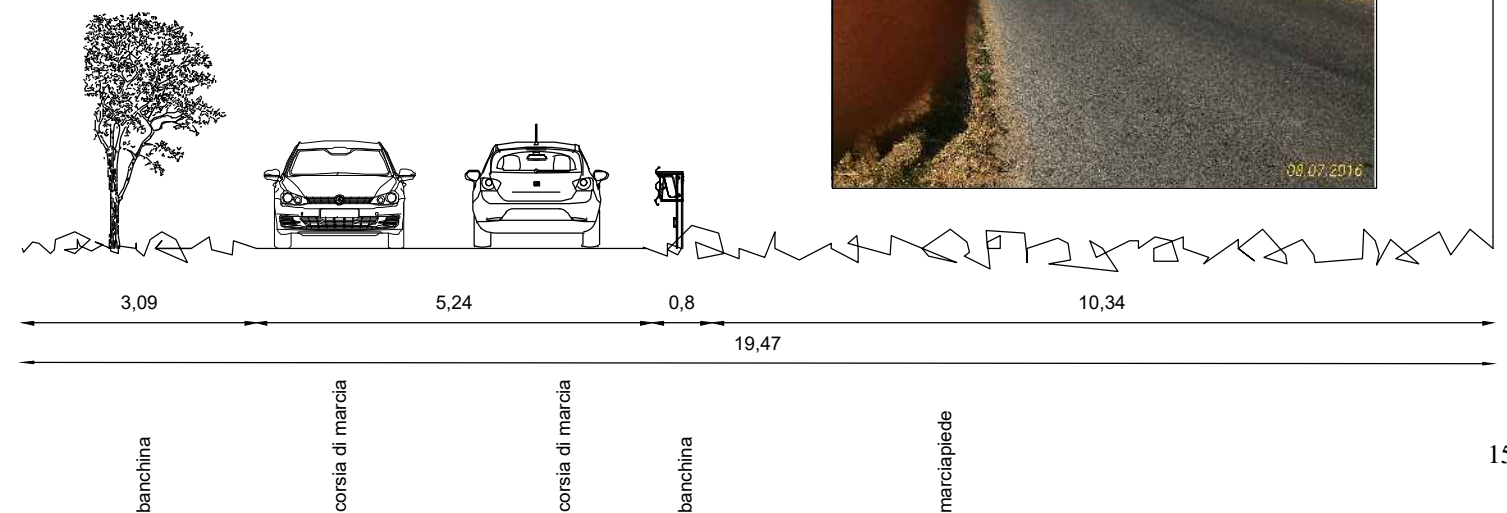 08.07.2016
3,09
5,24
0,8
10,34
19,47
banchina
corsia di marcia
corsia di marcia
banchina
marciapiede
15